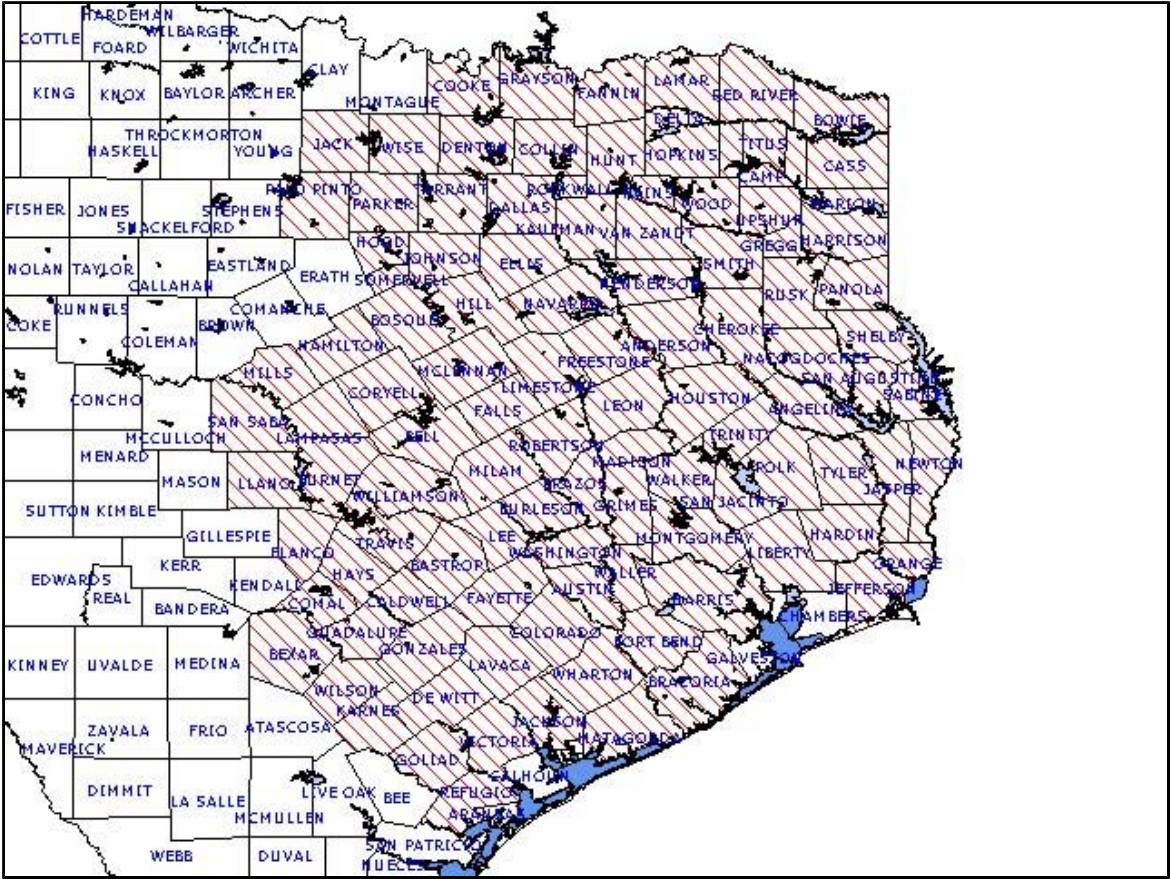 HARDEMAN
COTTLE
FOARD
WILBARGER
WICHITA
CLAY
COOKE
GRAYSON
FANNIN
LAMAR
RED RIVER
KING
KNOX
BAYLOR
ARCHER
MONTAGUE
DELTA
BOWIE
THROCKMORTON
HASKELL
YOUNG
JACK
WISE
DENTON
COLLIN
HUNT
HOPKINS
TITUS
CAMP
CASS
FISHER
JONES
SHACKELFORD
STEPHENS
PALO PINTO
PARKER
TARRANT
DALLAS
ROCKWALL
RAINS
WOOD
MARION
KAUFMAN
VAN ZANDT
UPSHUR
GREGG
HARRISON
NOLAN
TAYLOR
CALLAHAN
EASTLAND
ERATH
HOOD
SOMERVELL
JOHNSON
ELLIS
HENDERSON
SMITH
RUSK
PANOLA
COKE
RUNNELS
COLEMAN
BROWN
COMANCHE
HAMILTON
BOSQUE
HILL
NAVARRO
ANDERSON
CHEROKEE
NACOGDOCHES
SHELBY
CONCHO
MILLS
CORYELL
MCLENNAN
LIMESTONE
FREESTONE
SAN AUGUSTINE
SABINE
MCCULLOCH
SAN SABA
LAMPASAS
BELL
FALLS
LEON
HOUSTON
ANGELINA
MENARD
MASON
LLANO
BURNET
WILLIAMSON
MILAM
ROBERTSON
MADISON
BRAZOS
WALKER
TRINITY
POLK
TYLER
JASPER
NEWTON
SUTTON
KIMBLE
GILLESPIE
BLANCO
TRAVIS
BASTROP
LEE
BURLESON
WASHINGTON
GRIMES
SAN JACINTO
MONTGOMERY
LIBERTY
HARDIN
ORANGE
EDWARDS
REAL
KERR
BANDERA
KENDALL
HAYS
COMAL
CALDWELL
FAYETTE
AUSTIN
WALLER
HARRIS
CHAMBERS
JEFFERSON
KINNEY
UVALDE
MEDINA
BEXAR
GUADALUPE
GONZALES
LAVACA
COLORADO
WHARTON
FORT BEND
BRAZORIA
GALVESTON
ZAVALA
FRIO
ATASCOSA
WILSON
KARNES
DE WITT
VICTORIA
JACKSON
MATAGORDA
MAVERICK
DIMMIT
LA SALLE
MCMULLEN
LIVE OAK
BEE
GOLIAD
REFUGIO
CALHOUN
ARANSAS
WEBB
DUVAL
SAN PATRICIO
NUECES